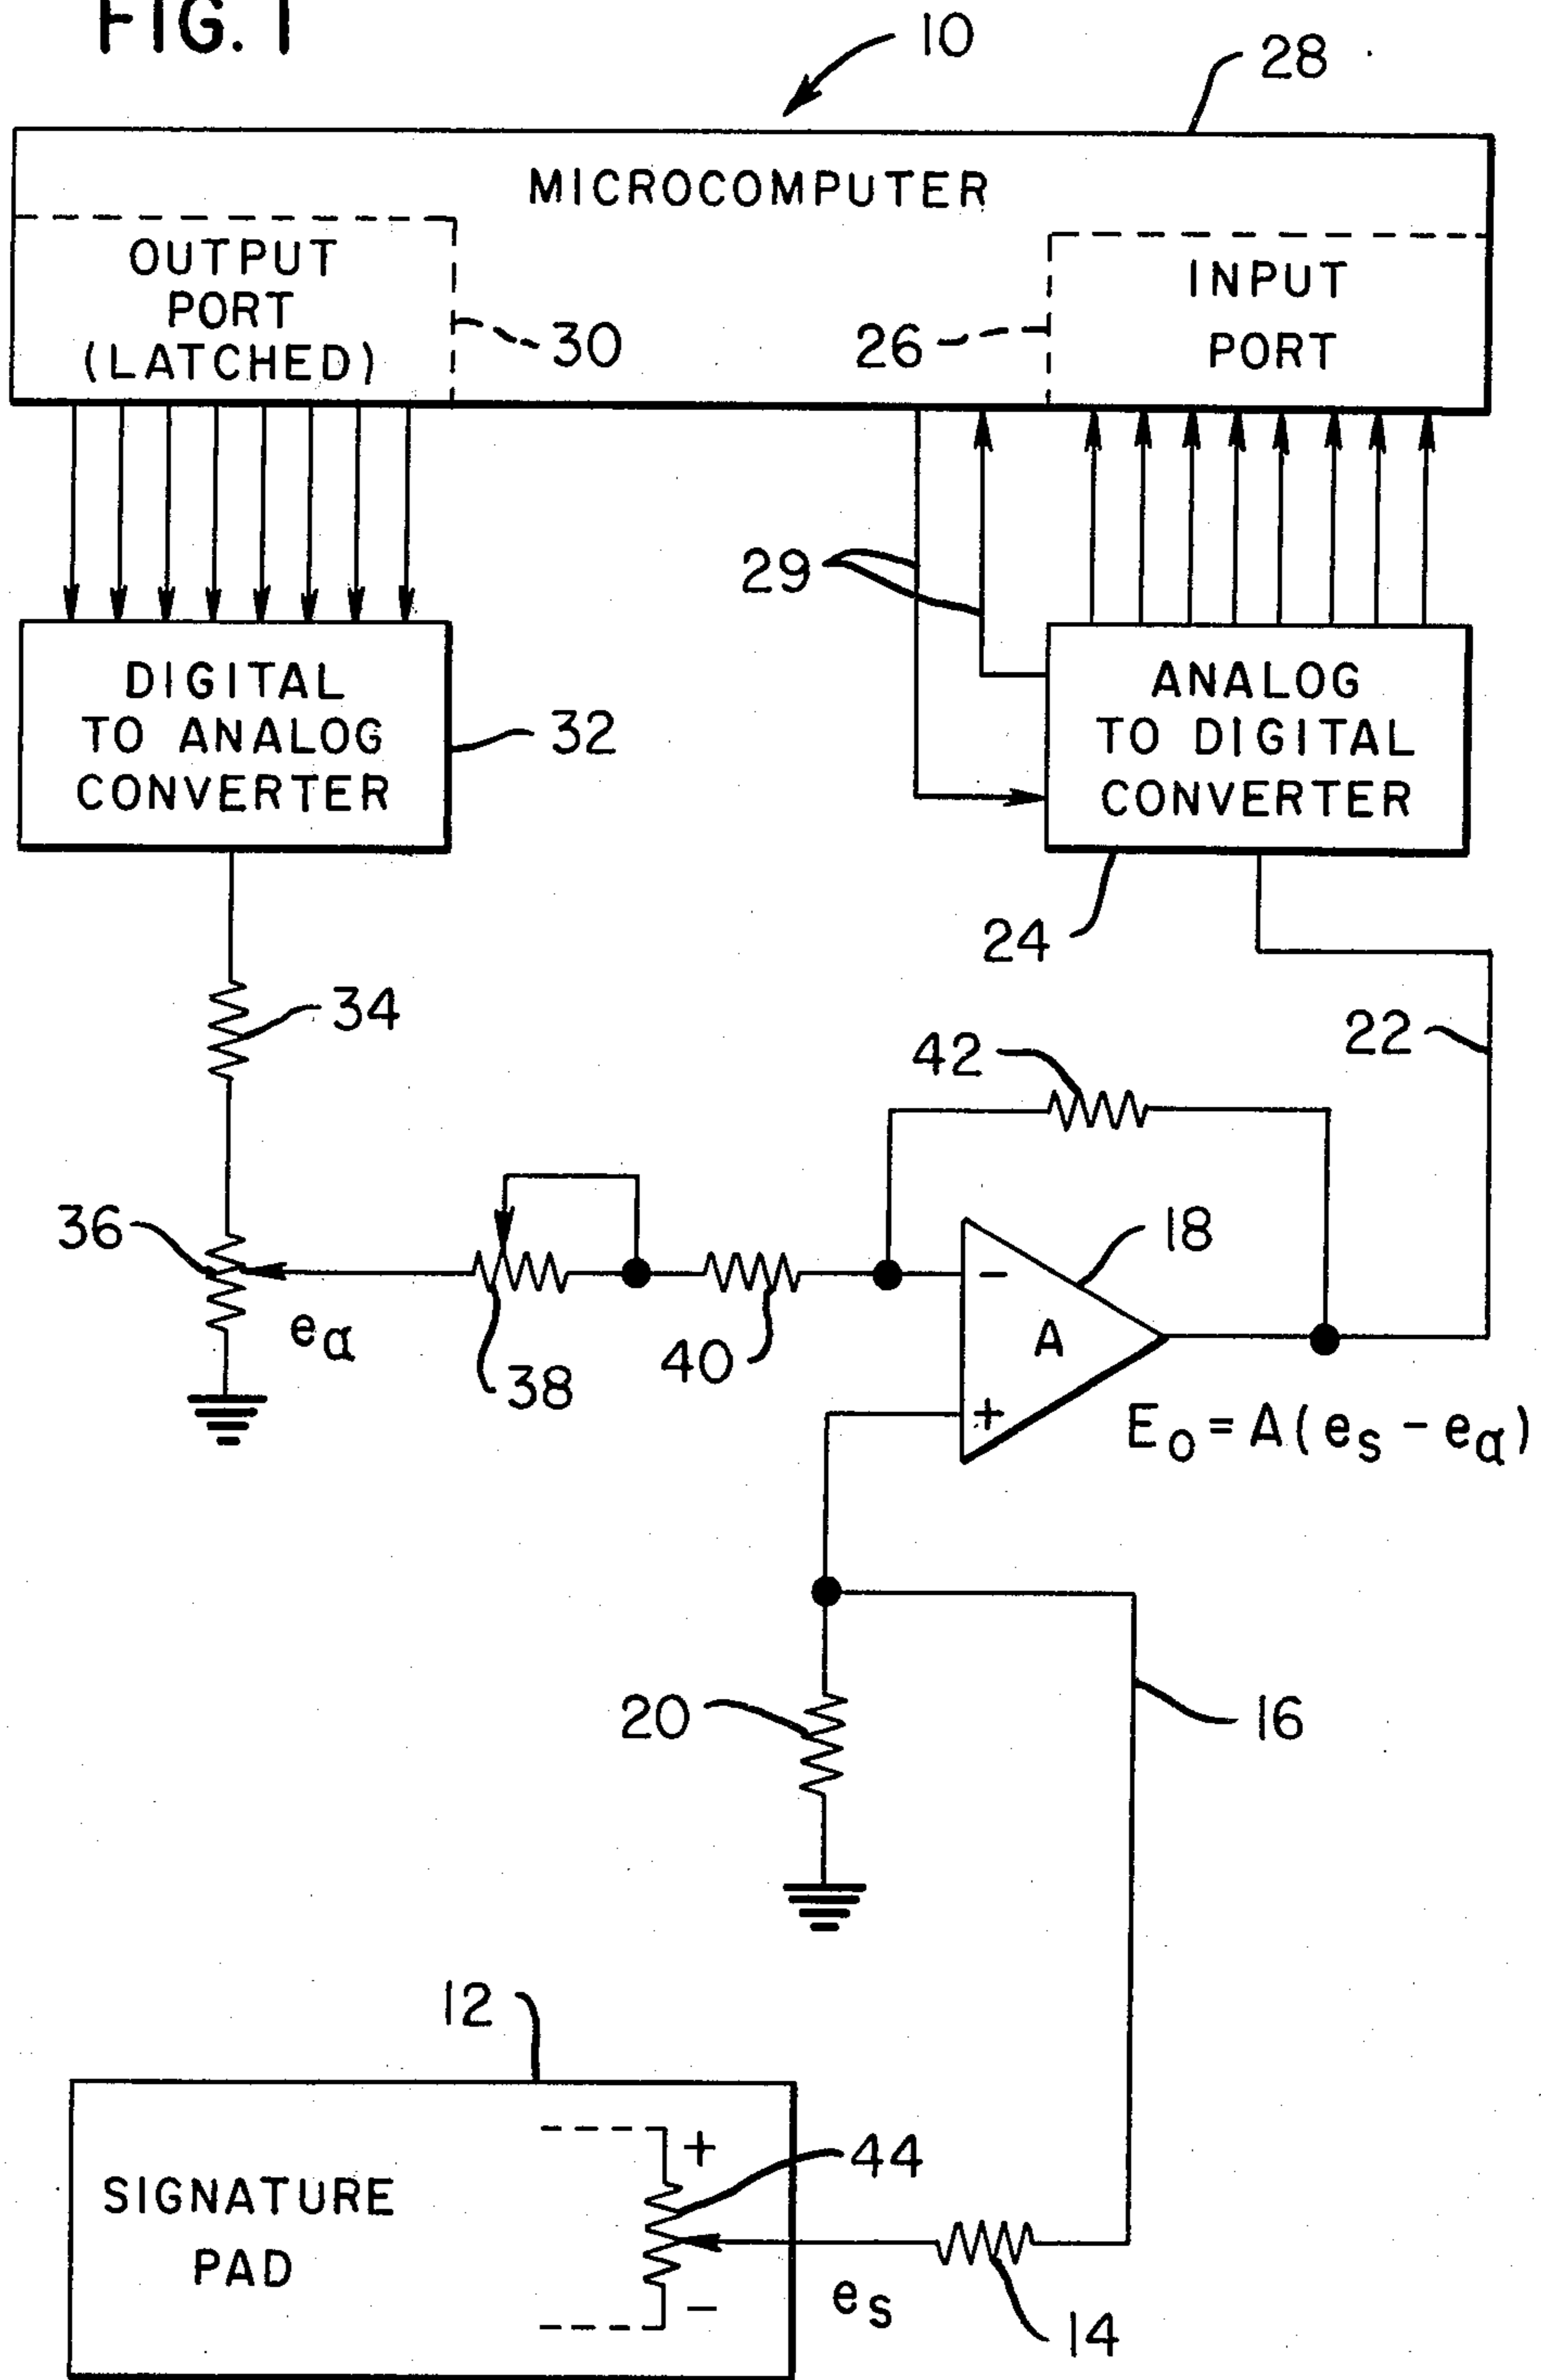 FIG. 1
10
28
MICROCOMPUTER
OUTPUT
PORT
(LATCHED)
30
26
INPUT
PORT
29
DIGITAL
TO ANALOG
CONVERTER
32
ANALOG
TO DIGITAL
CONVERTER
24
34
22
42
36
18
eα
38
40
−
A
+
E₀ = A(eₛ − eα)
20
16
12
SIGNATURE
PAD
+
44
−
eₛ
14